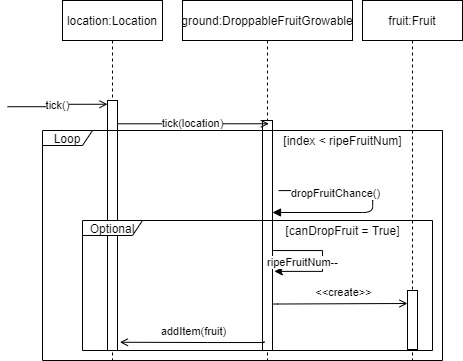 location:Location
ground:DroppableFruitGrowable
fruit:Fruit
tick()
tick(location)
Loop
[index < ripeFruitNum]
dropFruitChance()
Optional
[canDropFruit = True]
ripeFruitNum--
<<create>>
addItem(fruit)